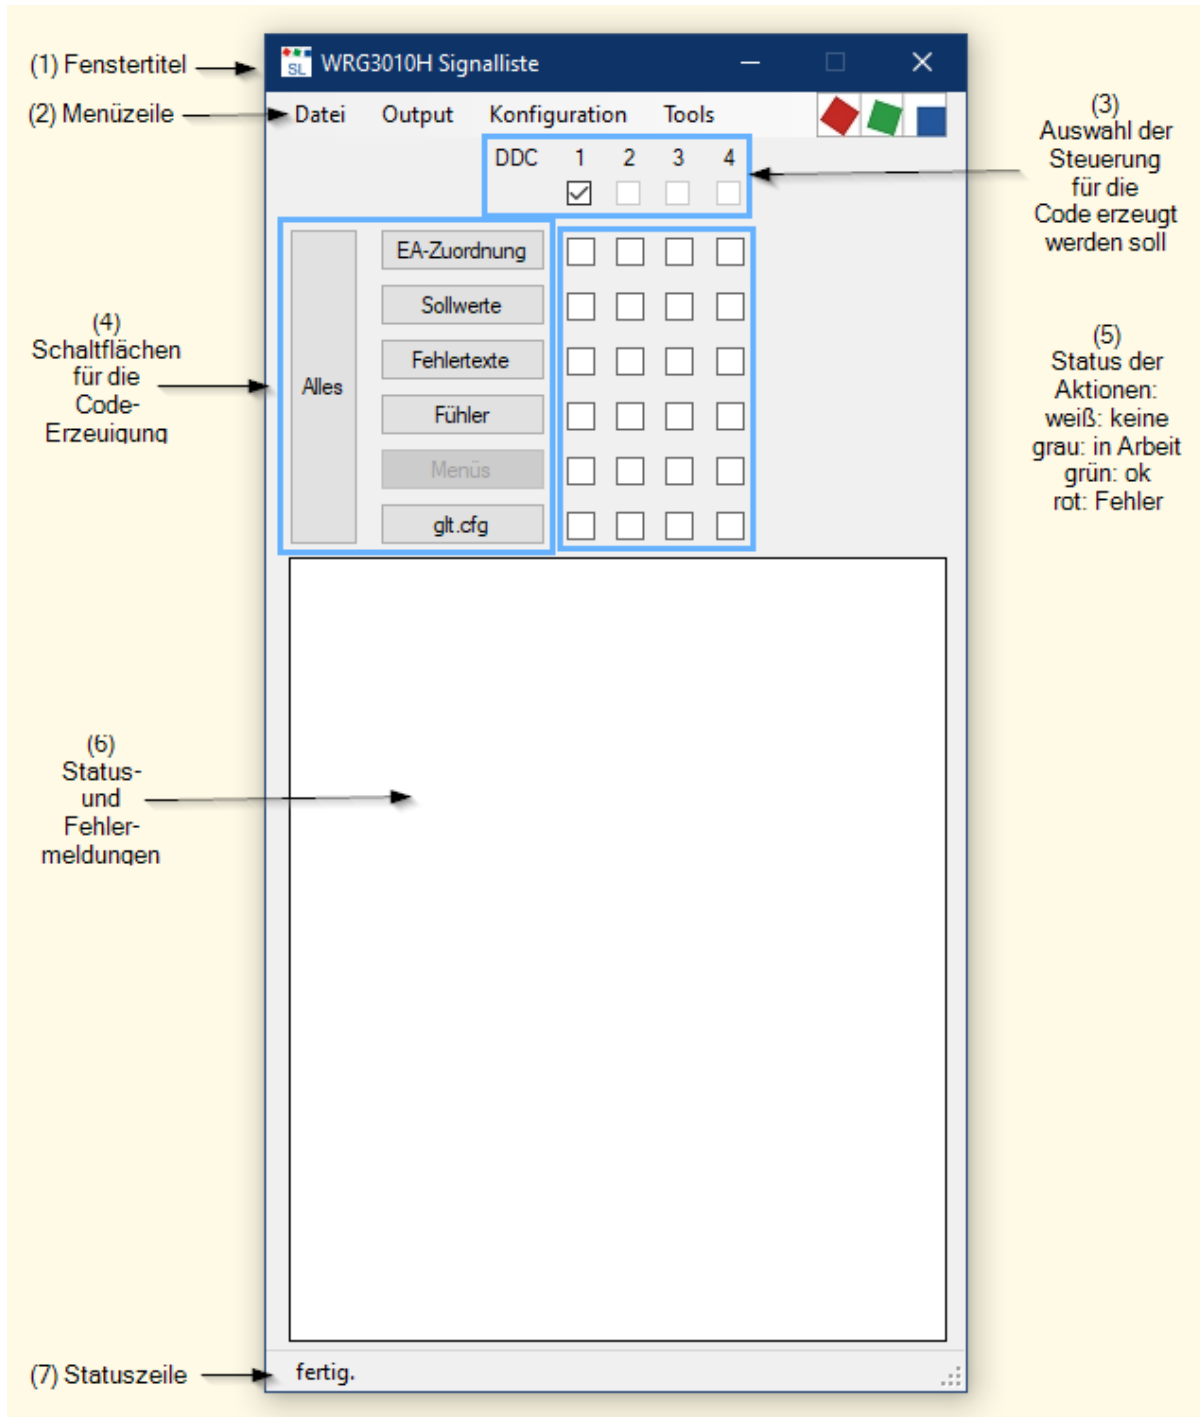 (1) Fenstertitel
SL WRG3010H Signalliste
(2) Menüzeile
Datei Output Konfiguration Tools
(3)
Auswahl der
Steuerung
für die
Code erzeugt
werden soll
DDC 1 2 3 4
(4)
Schaltflächen
für die
Code-
Erzeuigung
Alles
EA-Zuordnung
Sollwerte
Fehlertexte
Fühler
Menüs
glt.cfg
(5)
Status der
Aktionen:
weiß: keine
grau: in Arbeit
grün: ok
rot: Fehler
(6)
Status-
und
Fehler-
meldungen
(7) Statuszeile
fertig.